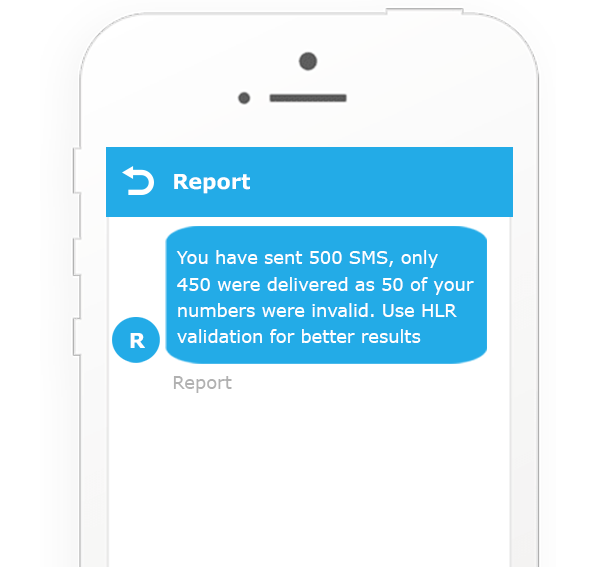 Report
You have sent 500 SMS, only
450 were delivered as 50 of your
numbers were invalid. Use HLR
validation for better results
R
Report